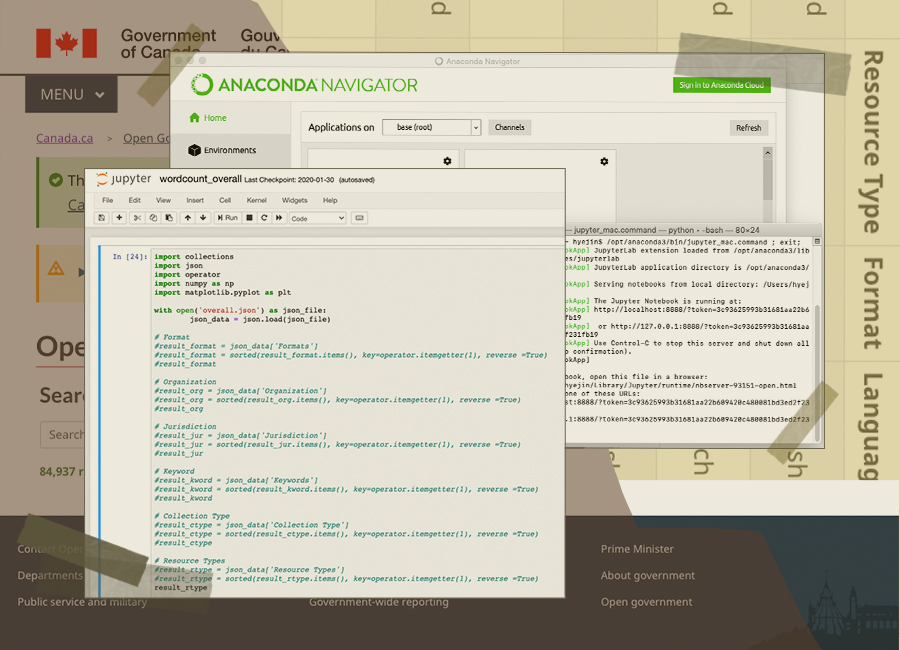 d
d
d
Government
of Canada
Gouv
du C
MENU
Canada.ca
>
Open Go
Th
Ca
Ope
Sear
Search
84,937 r
Anaconda Navigator
ANACONDA NAVIGATOR
Sign in to Anaconda Cloud
Home
Environments
Applications on
base (root)
Channels
Refresh
Resource Type
Format
Languag
jupyter wordcount_overall Last Checkpoint: 2020-01-30 (autosaved)
File Edit View Insert Cell Kernel Widgets Help
Run
Code
In [24]:
import collections
import json
import operator
import numpy as np
import matplotlib.pyplot as plt
with open('overall.json') as json_file:
json_data = json.load(json_file)
# Format
#result_format = json_data['Formats']
#result_format = sorted(result_format.items(), key=operator.itemgetter(1), reverse =True)
#result_format
# Organization
#result_org = json_data['Organization']
#result_org = sorted(result_org.items(), key=operator.itemgetter(1), reverse =True)
#result_org
# Jurisdiction
#result_jur = json_data['Jurisdiction']
#result_jur = sorted(result_jur.items(), key=operator.itemgetter(1), reverse =True)
#result_jur
# Keyword
#result_kword = json_data['Keywords']
#result_kword = sorted(result_kword.items(), key=operator.itemgetter(1), reverse =True)
#result_kword
# Collection Type
#result_ctype = json_data['Collection Type']
#result_ctype = sorted(result_ctype.items(), key=operator.itemgetter(1), reverse =True)
#result_ctype
# Resource Types
#result_rtype = json_data['Resource Types']
#result_rtype = sorted(result_rtype.items(), key=operator.itemgetter(1), reverse =True)
result_rtype
jupyter_mac.command — python • -bash — 80×24
hyejin$ /opt/anaconda3/bin/jupyter_mac.command ; exit;
okApp] JupyterLab extension loaded from /opt/anaconda3/lib
es/jupyterlab
okApp] JupyterLab application directory is /opt/anaconda3/
okApp] Serving notebooks from local directory: /Users/hyej
okApp] The Jupyter Notebook is running at:
okApp] http://localhost:8888/?token=3c93625993b31681aa22b6
fb19
okApp] or http://127.0.0.1:8888/?token=3c93625993b31681aa
f231fb19
okApp] Use Control-C to stop this server and shut down all
o confirmation).
okApp]
book, open this file in a browser:
hyejin/Library/Jupyter/runtime/nbserver-93151-open.html
one of these URLs:
st:8888/?token=3c93625993b31681aa22b609420c480081bd3ed2f23
.1:8888/?token=3c93625993b31681aa22b609420c480081bd3ed2f23
sh
ch
sh
Contact Open
Departments
Public service and military
Government-wide reporting
Prime Minister
About government
Open government